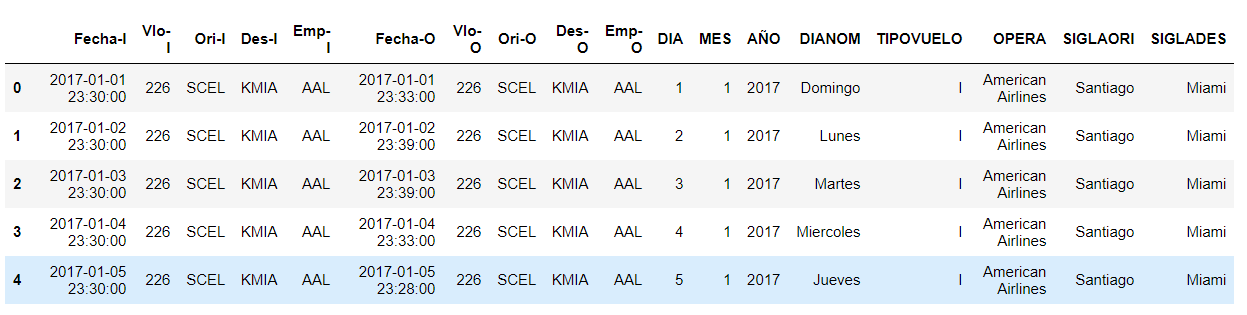 Fecha-I Vlo-I Ori-I Des-I Emp-I Fecha-O Vlo-O Ori-O Des-O Emp-O DIA MES AÑO DIANOM TIPOVUELO OPERA SIGLAORI SIGLADES
0 2017-01-01 23:30:00 226 SCEL KMIA AAL 2017-01-01 23:33:00 226 SCEL KMIA AAL 1 1 2017 Domingo I American Airlines Santiago Miami
1 2017-01-02 23:30:00 226 SCEL KMIA AAL 2017-01-02 23:39:00 226 SCEL KMIA AAL 2 1 2017 Lunes I American Airlines Santiago Miami
2 2017-01-03 23:30:00 226 SCEL KMIA AAL 2017-01-03 23:39:00 226 SCEL KMIA AAL 3 1 2017 Martes I American Airlines Santiago Miami
3 2017-01-04 23:30:00 226 SCEL KMIA AAL 2017-01-04 23:33:00 226 SCEL KMIA AAL 4 1 2017 Miercoles I American Airlines Santiago Miami
4 2017-01-05 23:30:00 226 SCEL KMIA AAL 2017-01-05 23:28:00 226 SCEL KMIA AAL 5 1 2017 Jueves I American Airlines Santiago Miami